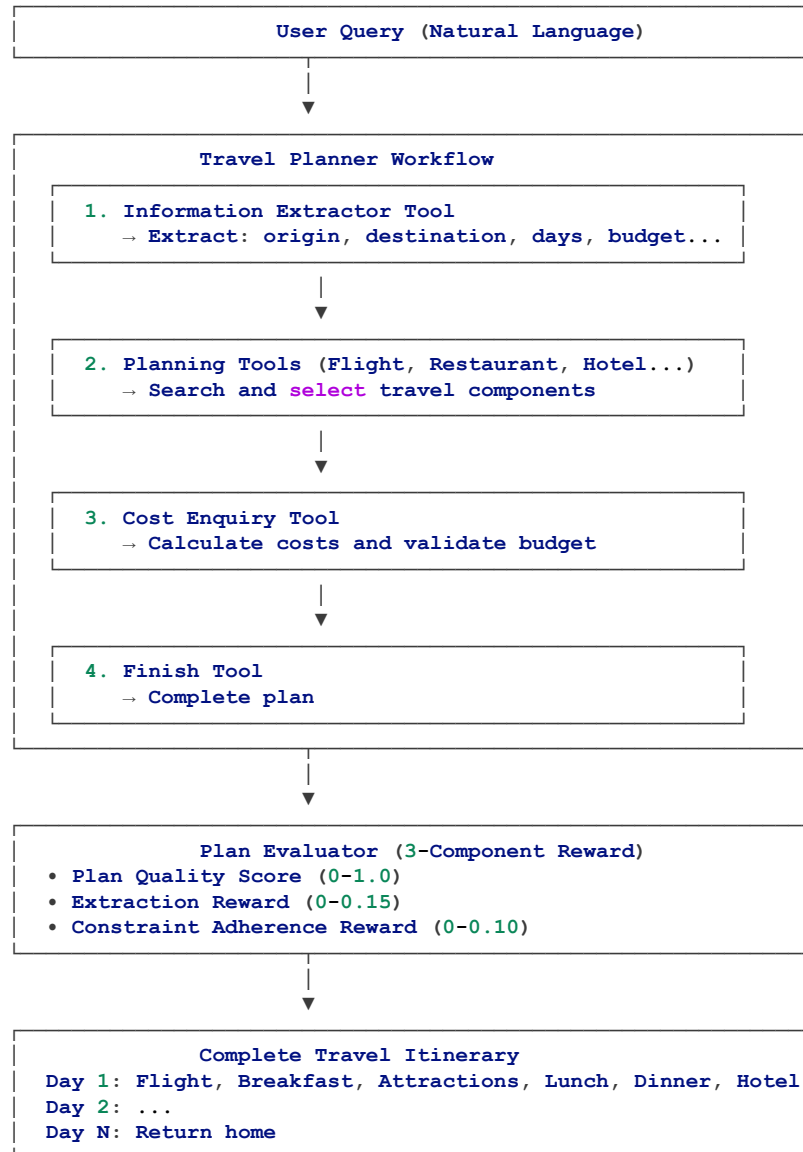 User Query (Natural Language)
Travel Planner Workflow
1. Information Extractor Tool
→ Extract: origin, destination, days, budget...
2. Planning Tools (Flight, Restaurant, Hotel...)
→ Search and select travel components
3. Cost Enquiry Tool
→ Calculate costs and validate budget
4. Finish Tool
→ Complete plan
Plan Evaluator (3-Component Reward)
• Plan Quality Score (0-1.0)
• Extraction Reward (0-0.15)
• Constraint Adherence Reward (0-0.10)
Complete Travel Itinerary
Day 1: Flight, Breakfast, Attractions, Lunch, Dinner, Hotel
Day 2: ...
Day N: Return home